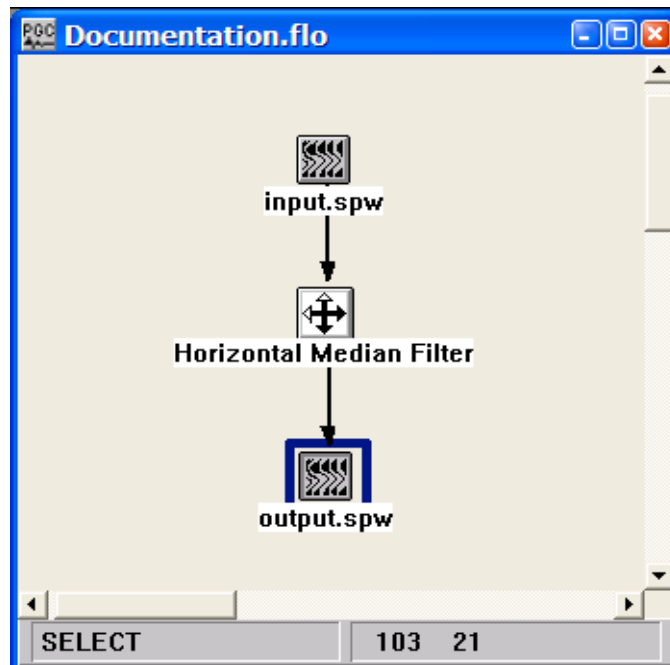 PGC Documentation.flo
input.spw
Horizontal Median Filter
output.spw
SELECT 103 21